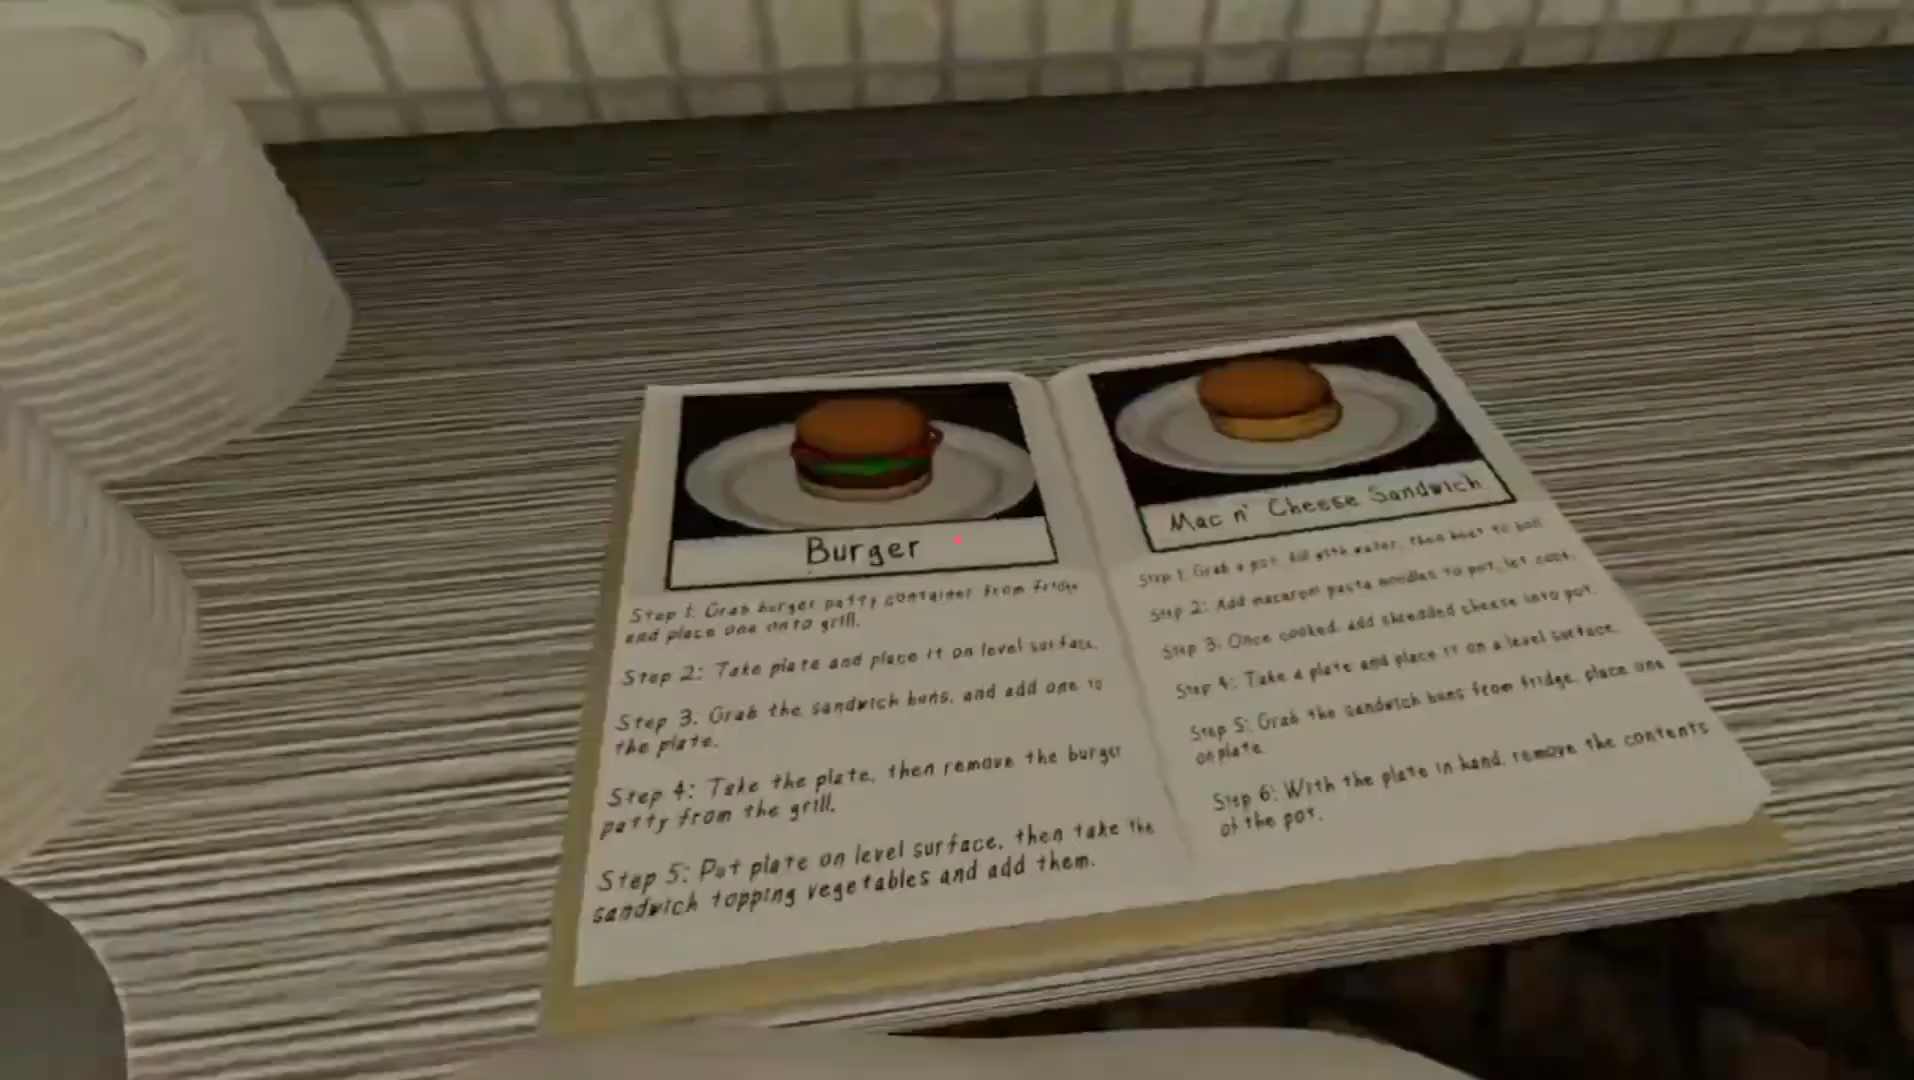 Burger
Step 1: Grab burger patty container from fridge
and place one onto grill.
Step 2: Take plate and place it on level surface.
Step 3. Grab the sandwich buns, and add one to
the plate.
Step 4: Take the plate, then remove the burger
patty from the grill.
Step 5: Put plate on level surface, then take the
sandwich topping vegetables and add them.
Mac n' Cheese Sandwich
Step 1: Grab a pot, fill with water, then heat to boil
Step 2: Add macaroni pasta noodles to pot, let cook.
Step 3: Once cooked, add shredded cheese into pot.
Step 4: Take a plate and place it on a level surface.
Step 5: Grab the sandwich buns from fridge, place one
on plate.
Step 6: With the plate in hand, remove the contents
of the pot.